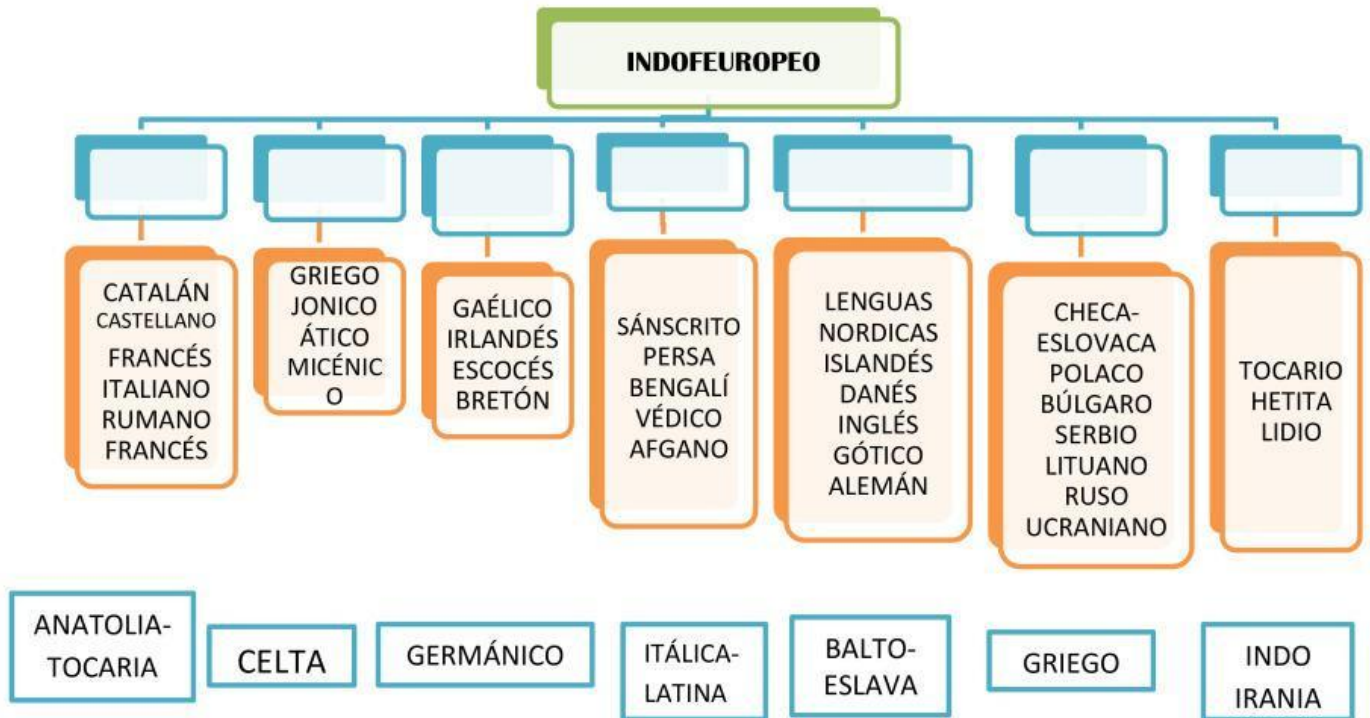 INDOFEUROPEO
CATALÁN
CASTELLANO
FRANCÉS
ITALIANO
RUMANO
FRANCÉS
GRIEGO
JONICO
ÁTICO
MICÉNIC
O
GAÉLICO
IRLANDÉS
ESCOCÉS
BRETÓN
SÁNSCRITO
PERSA
BENGALÍ
VÉDICO
AFGANO
LENGUAS
NORDICAS
ISLANDÉS
DANÉS
INGLÉS
GÓTICO
ALEMÁN
CHECA-
ESLOVACA
POLACO
BÚLGARO
SERBIO
LITUANO
RUSO
UCRANIANO
TOCARIO
HETITA
LIDIO
ANATOLIA-
TOCARIA
CELTA
GERMÁNICO
ITÁLICA-
LATINA
BALTO-
ESLAVA
GRIEGO
INDO
IRANIA